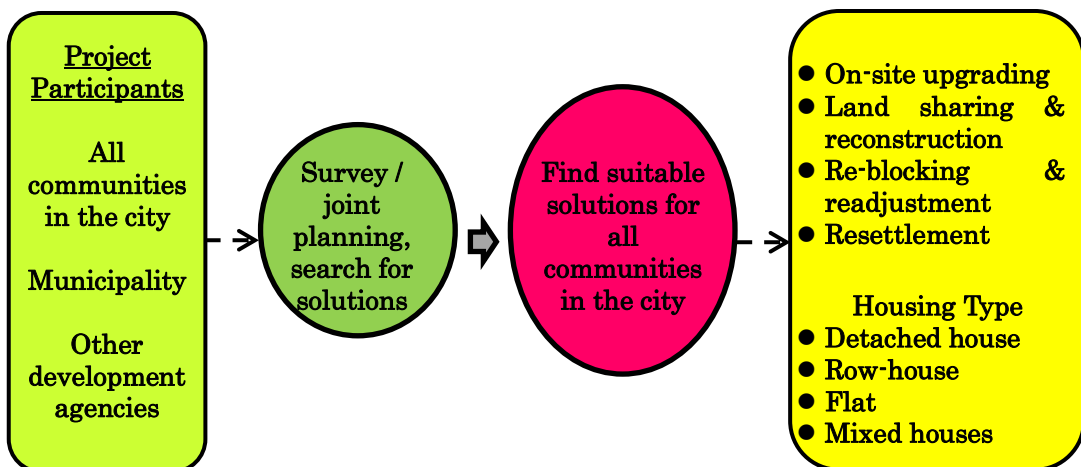 Project
Participants
All
communities
in the city
Municipality
Other
development
agencies
Survey /
joint
planning,
search for
solutions
Find suitable
solutions for
all
communities
in the city
● On-site upgrading
● Land sharing &
reconstruction
● Re-blocking &
readjustment
● Resettlement
Housing Type
● Detached house
● Row-house
● Flat
● Mixed houses